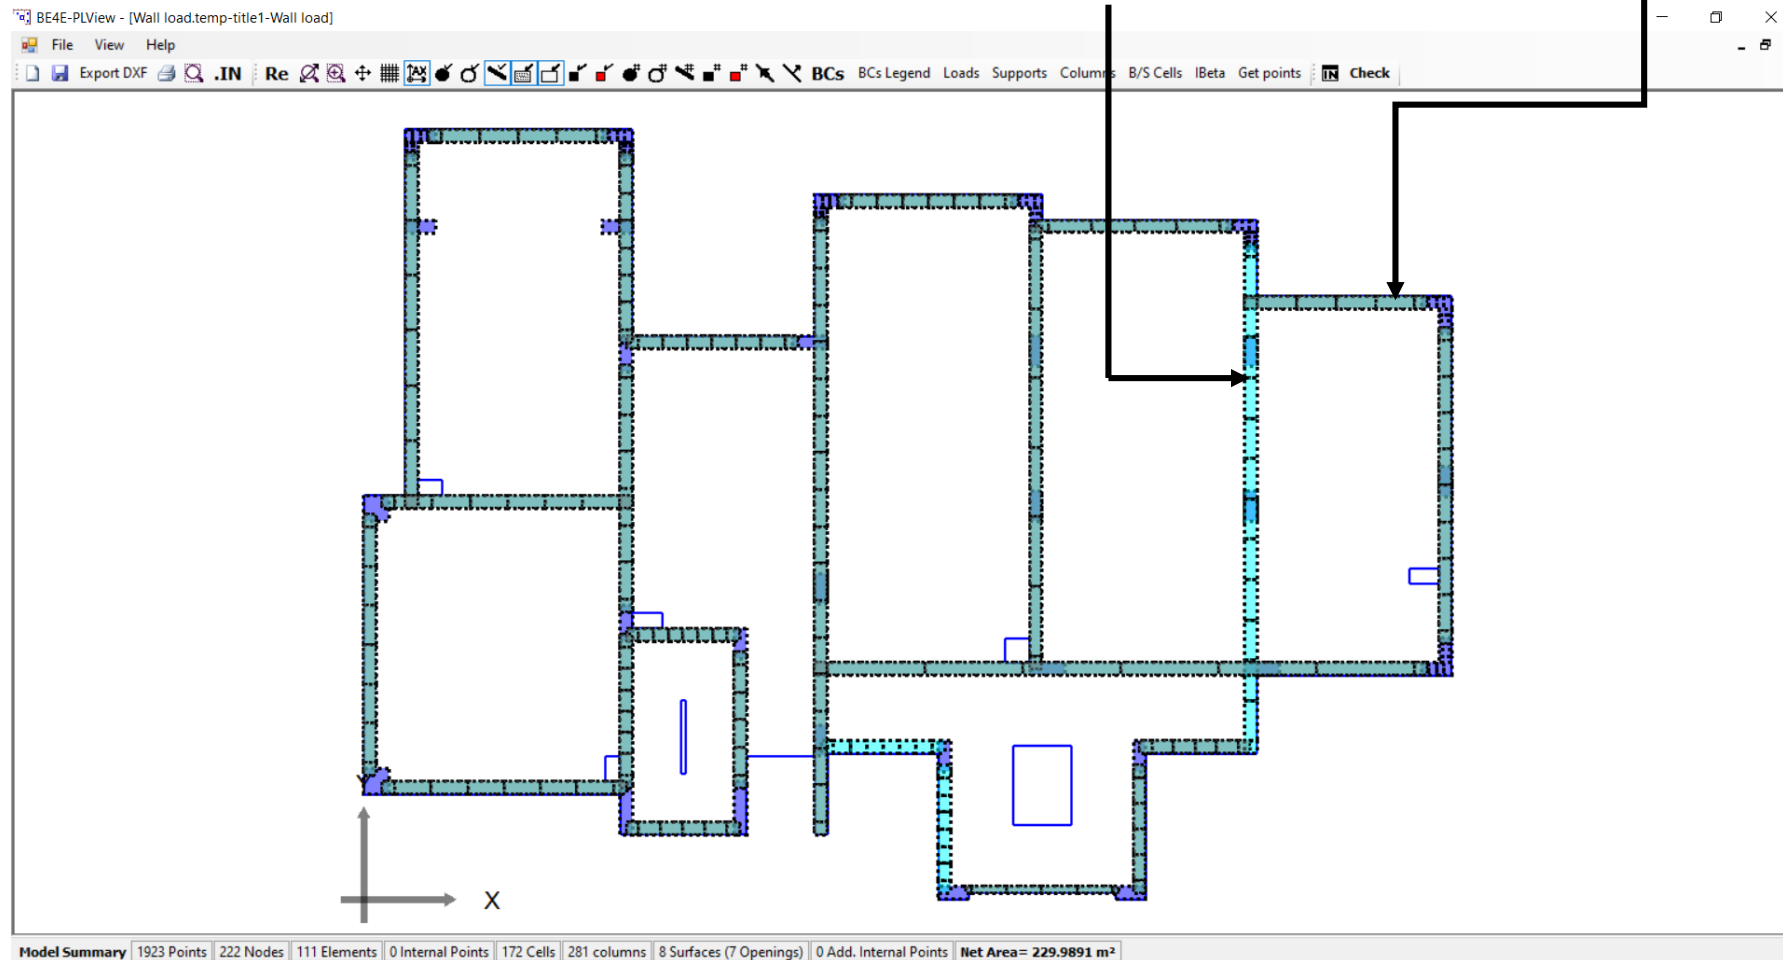 BE4E-PLView - [Wall load.temp-title1-Wall load]
File View Help
Export DXF .IN Re BCs BCs Legend Loads Supports Columns B/S Cells IBeta Get points IN Check
X
Model Summary 1923 Points 222 Nodes 111 Elements 0 Internal Points 172 Cells 281 columns 8 Surfaces (7 Openings) 0 Add. Internal Points Net Area= 229.9891 m²